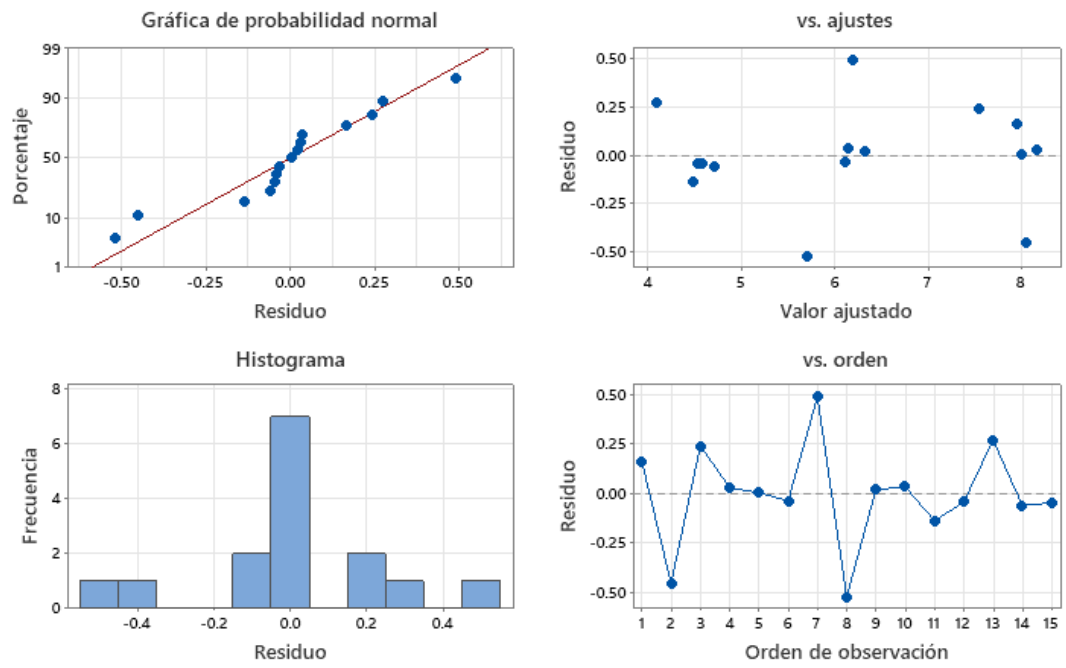 Gráfica de probabilidad normal
99
90
50
10
1
Porcentaje
-0.50 -0.25 0.00 0.25 0.50
Residuo
vs. ajustes
0.50
0.25
0.00
-0.25
-0.50
Residuo
4 5 6 7 8
Valor ajustado
Histograma
8
6
4
2
0
Frecuencia
-0.4 -0.2 0.0 0.2 0.4
Residuo
vs. orden
0.50
0.25
0.00
-0.25
-0.50
Residuo
1 2 3 4 5 6 7 8 9 10 11 12 13 14 15
Orden de observación